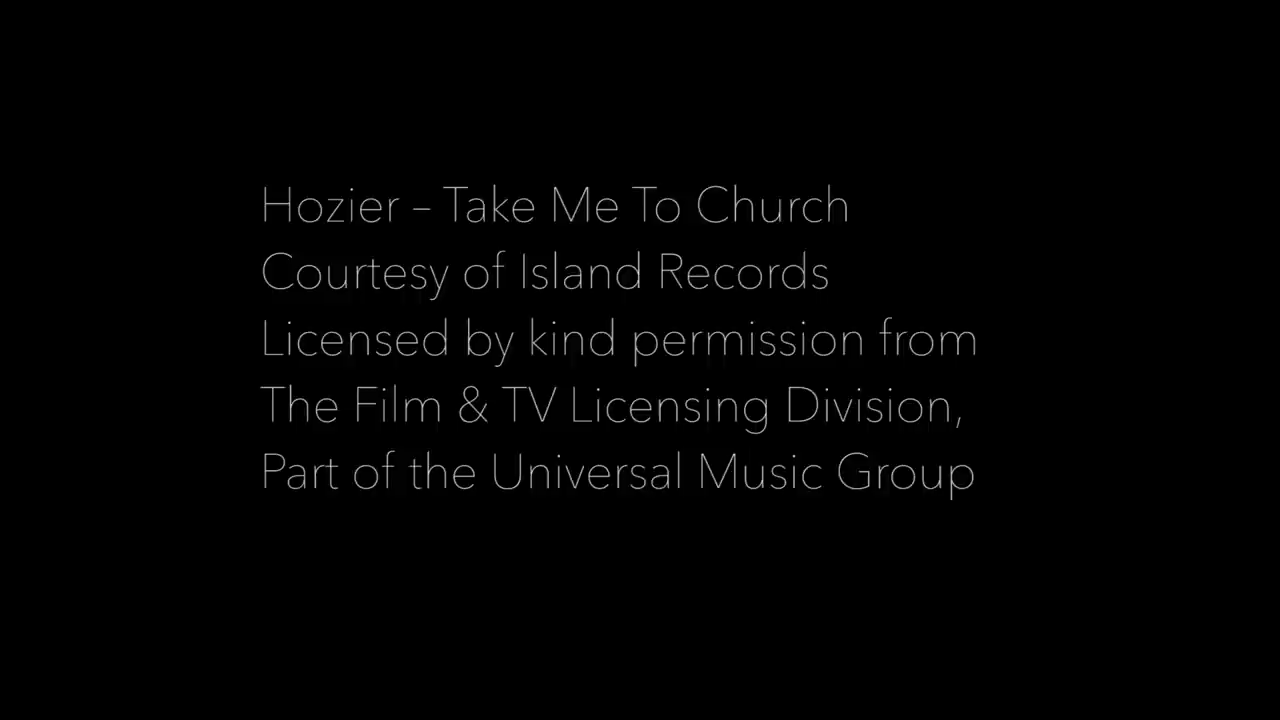 Hozier – Take Me To Church
Courtesy of Island Records
Licensed by kind permission from
The Film & TV Licensing Division,
Part of the Universal Music Group